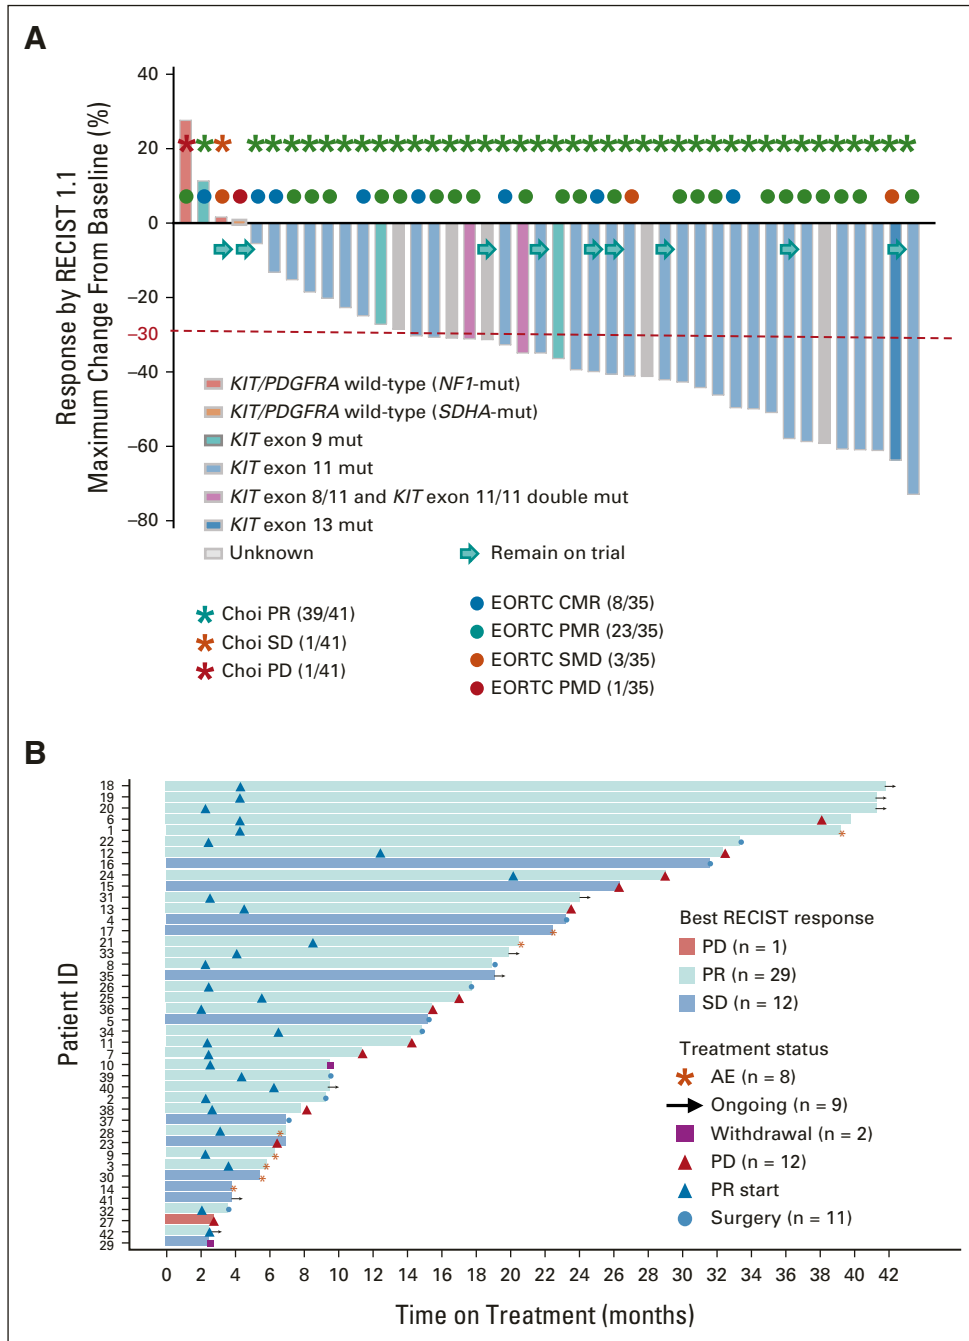 A
Response by RECIST 1.1
Maximum Change From Baseline (%)
40
20
0
−20
−30
−40
−60
−80
KIT/PDGFRA wild-type (NF1-mut)
KIT/PDGFRA wild-type (SDHA-mut)
KIT exon 9 mut
KIT exon 11 mut
KIT exon 8/11 and KIT exon 11/11 double mut
KIT exon 13 mut
Unknown
Remain on trial
Choi PR (39/41)
Choi SD (1/41)
Choi PD (1/41)
EORTC CMR (8/35)
EORTC PMR (23/35)
EORTC SMD (3/35)
EORTC PMD (1/35)
B
Patient ID
18
19
20
6
1
22
12
16
24
15
31
13
4
17
21
33
8
35
26
25
36
5
34
11
7
10
39
40
2
38
37
28
23
9
3
30
14
41
32
27
42
29
Best RECIST response
PD (n = 1)
PR (n = 29)
SD (n = 12)
Treatment status
AE (n = 8)
Ongoing (n = 9)
Withdrawal (n = 2)
PD (n = 12)
PR start
Surgery (n = 11)
0 2 4 6 8 10 12 14 16 18 20 22 24 26 28 30 32 34 36 38 40 42
Time on Treatment (months)